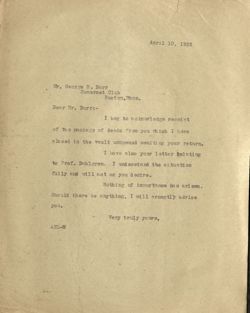 April 10, 1922
Mr. George B. Dorr
Somerset Club
Boston, Mass.
Dear Mr. Dorr:-
I beg to acknowledge receipt
of the package of deeds from you which I have
placed in the vault unopened awaiting your return.
I have also your letter relating
to Prof. Dahlgren. I understand the situation
fully and will act as you desire.
Nothing of importance has arisen.
Should there be anything, I will promptly advise
you.
Very truly yours,